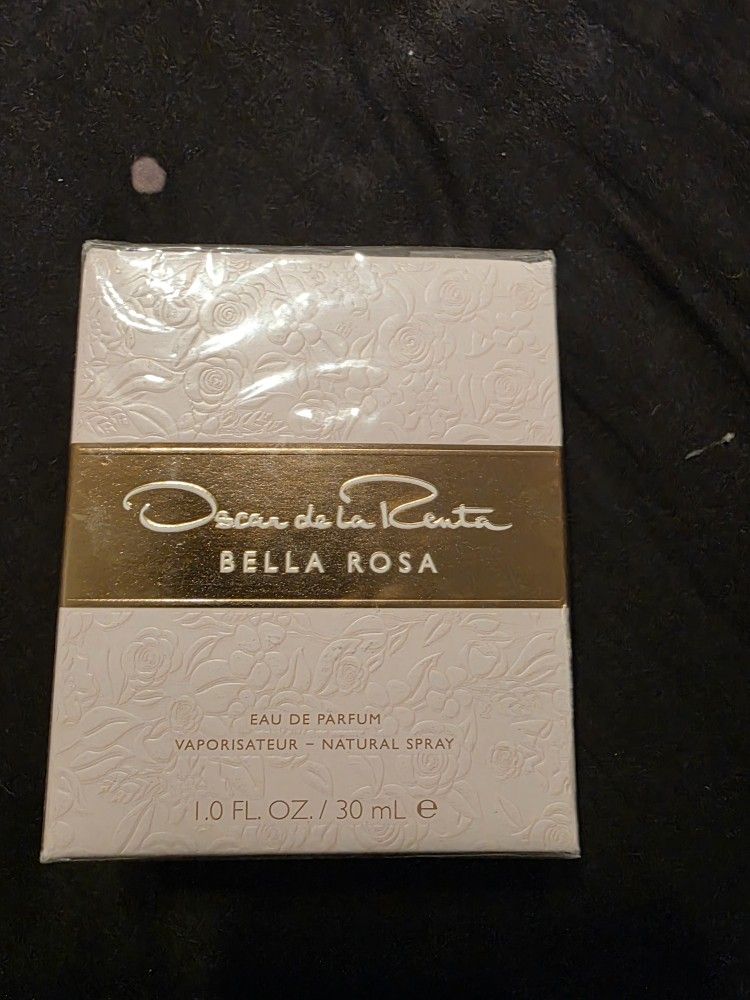 Oscar de la Renta
BELLA ROSA
EAU DE PARFUM
VAPORISATEUR – NATURAL SPRAY
1.0 FL. OZ. / 30 mL ℮